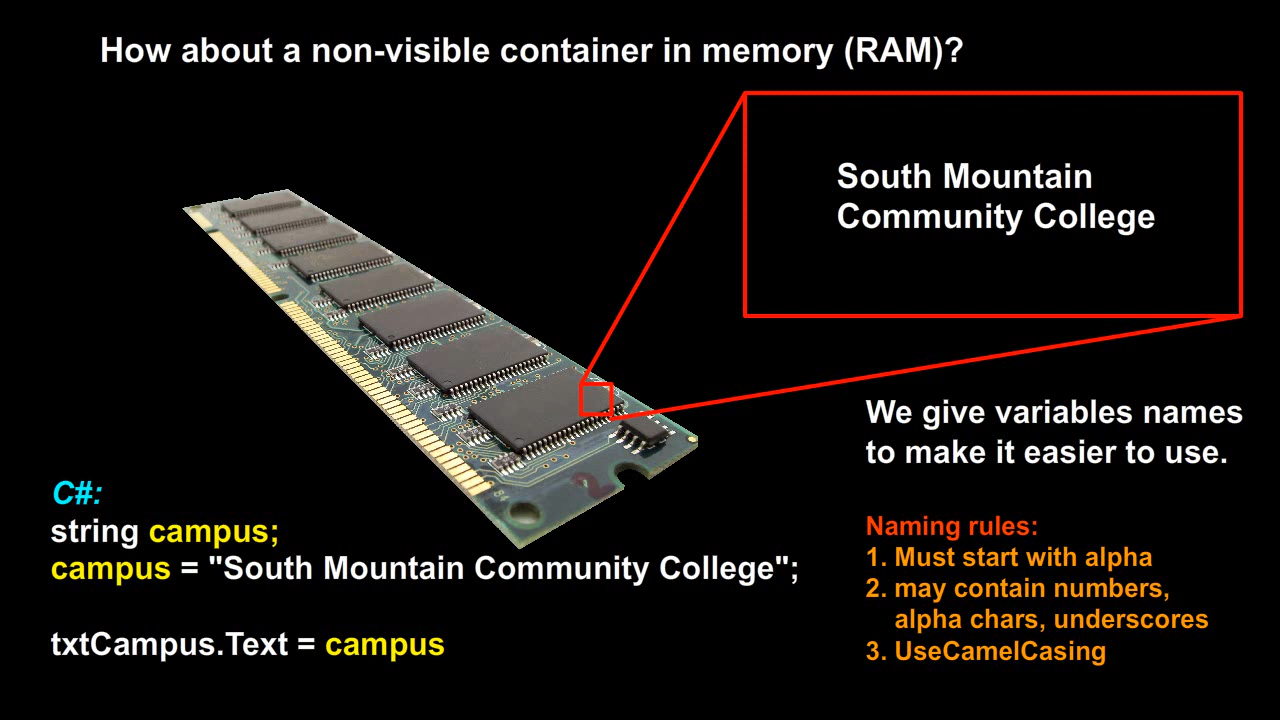 How about a non-visible container in memory (RAM)?
South Mountain
Community College
We give variables names
to make it easier to use.
C#:
string campus;
campus = "South Mountain Community College";
txtCampus.Text = campus
Naming rules:
1. Must start with alpha
2. may contain numbers,
alpha chars, underscores
3. UseCamelCasing
2
84